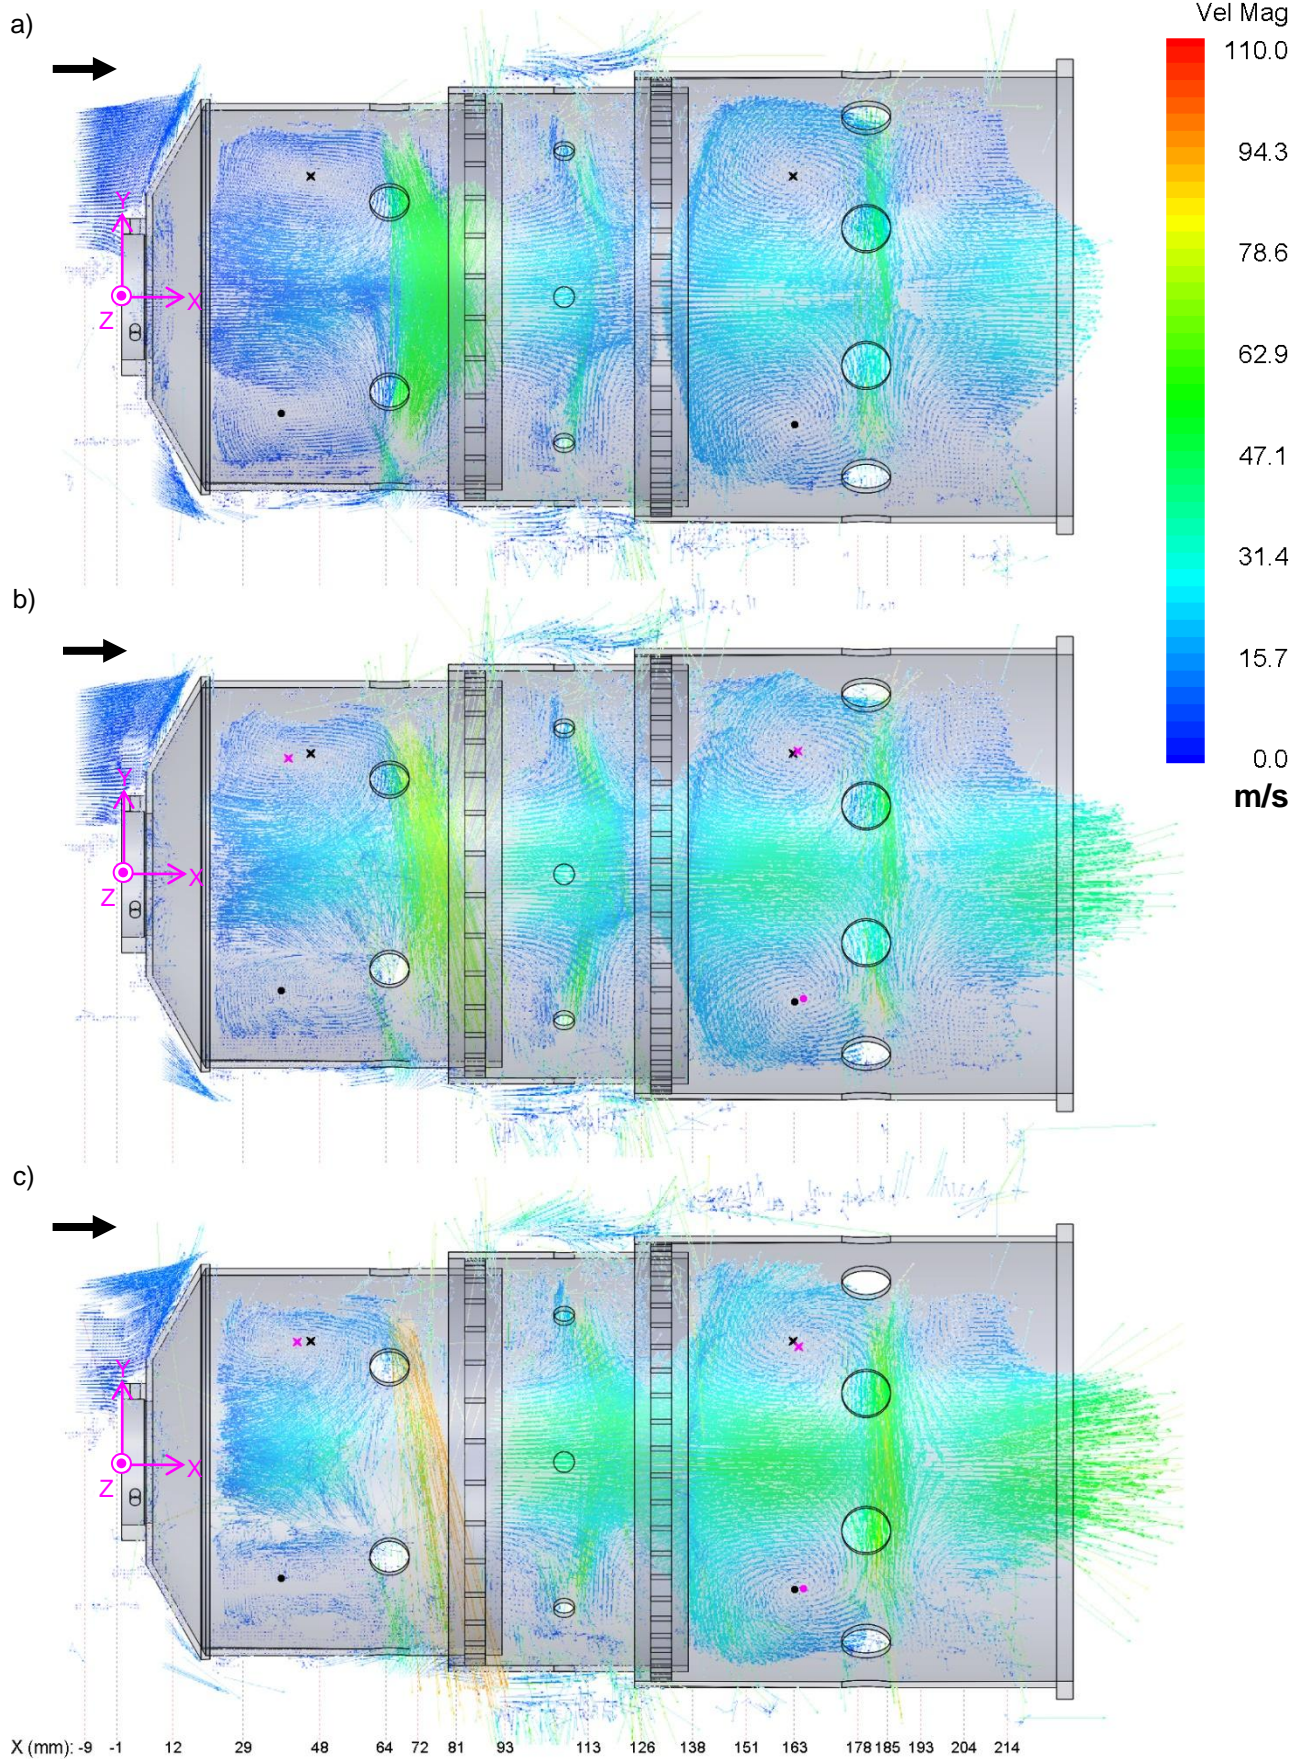 a)
Vel Mag
110.0
94.3
78.6
62.9
47.1
31.4
15.7
0.0
m/s
Y
X
Z
b)
Y
X
Z
c)
Y
X
Z
X (mm): -9 -1 12 29 48 64 72 81 93 113 126 138 151 163 178 185 193 204 214